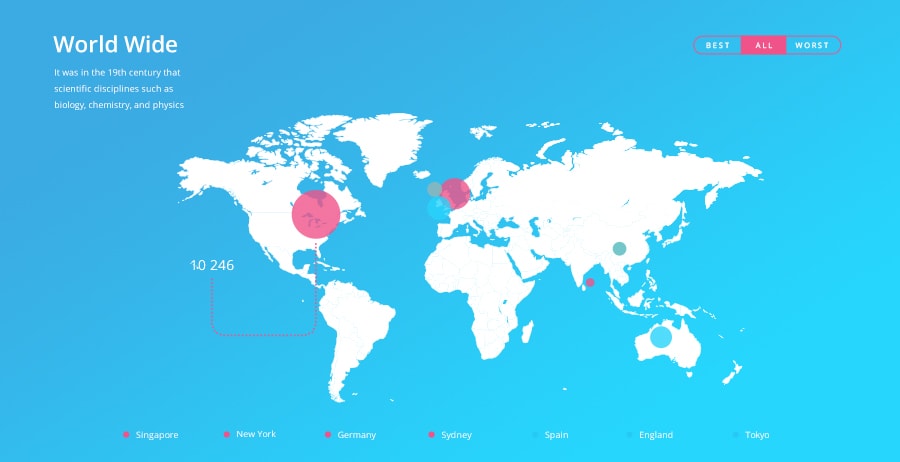 World Wide
It was in the 19th century that
scientific disciplines such as
biology, chemistry, and physics
BEST ALL WORST
10 246
Singapore New York Germany Sydney Spain England Tokyo